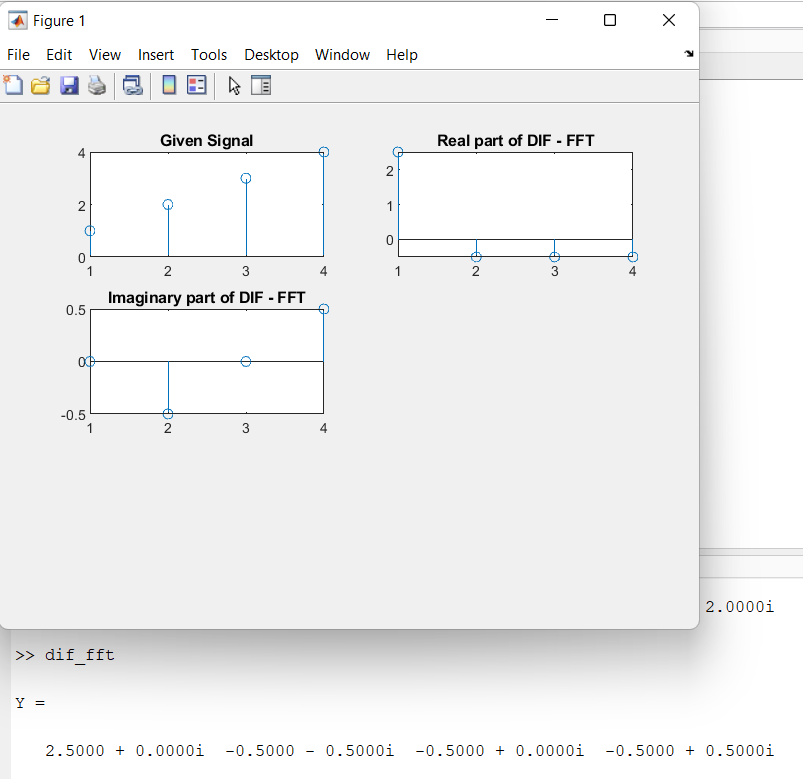 Figure 1
File Edit View Insert Tools Desktop Window Help
Given Signal
4
2
0
1 2 3 4
Real part of DIF - FFT
2
1
0
1 2 3 4
Imaginary part of DIF - FFT
0.5
0
-0.5
1 2 3 4
2.0000i
>> dif_fft
Y =
2.5000 + 0.0000i -0.5000 - 0.5000i -0.5000 + 0.0000i -0.5000 + 0.5000i